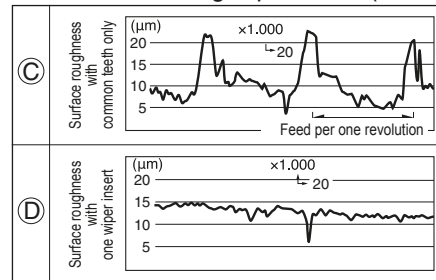 Ⓒ
Surface roughness
with
common teeth only
(μm)
20
15
10
5
×1.000
20
Feed per one revolution
Ⓓ
Surface roughness
with
one wiper insert
(μm)
20
15
10
5
×1.000
20